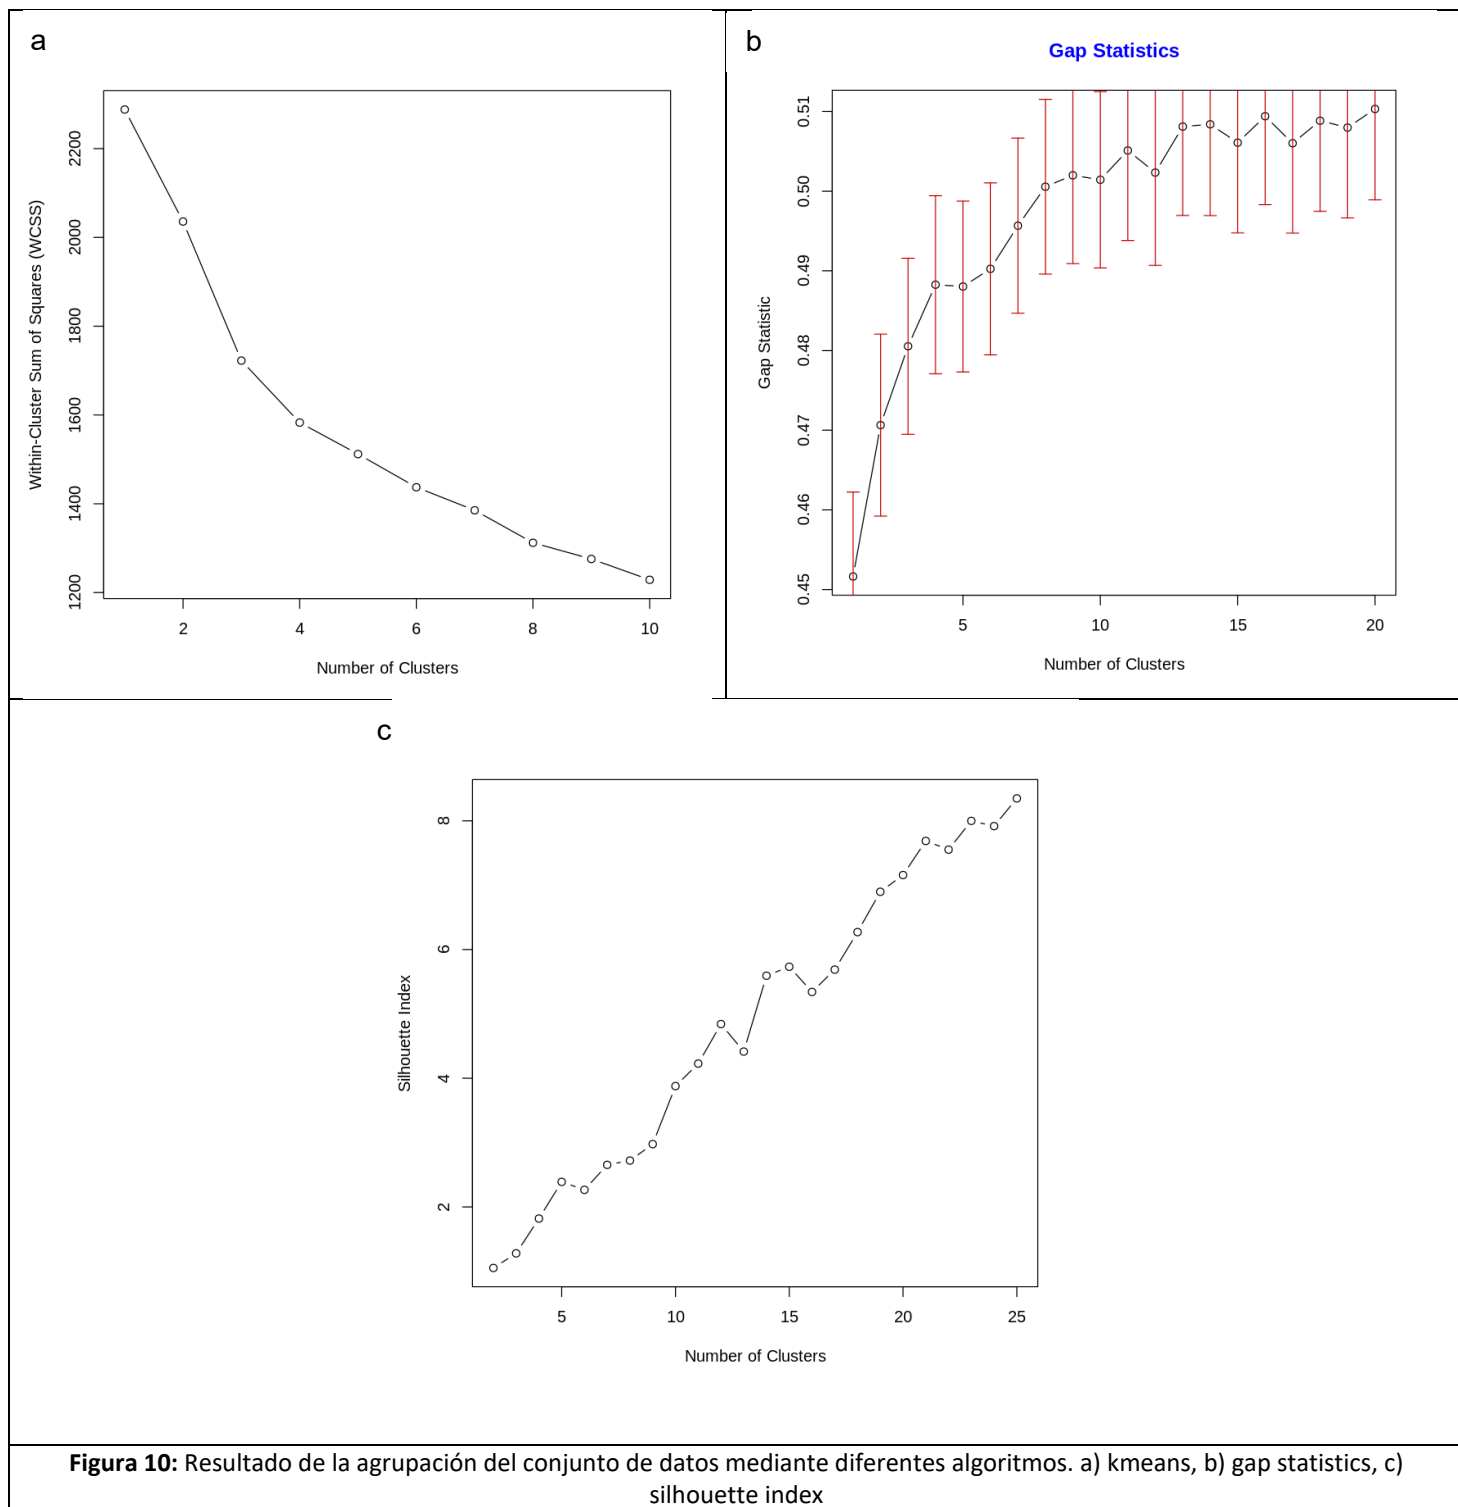 a
2200
2000
1800
1600
1400
1200
Within-Cluster Sum of Squares (WCSS)
2 4 6 8 10
Number of Clusters
b
Gap Statistics
0.51
0.50
0.49
0.48
0.47
0.46
0.45
Gap Statistic
5 10 15 20
Number of Clusters
c
8
6
4
2
Silhouette Index
5 10 15 20 25
Number of Clusters
Figura 10: Resultado de la agrupación del conjunto de datos mediante diferentes algoritmos. a) kmeans, b) gap statistics, c)
silhouette index